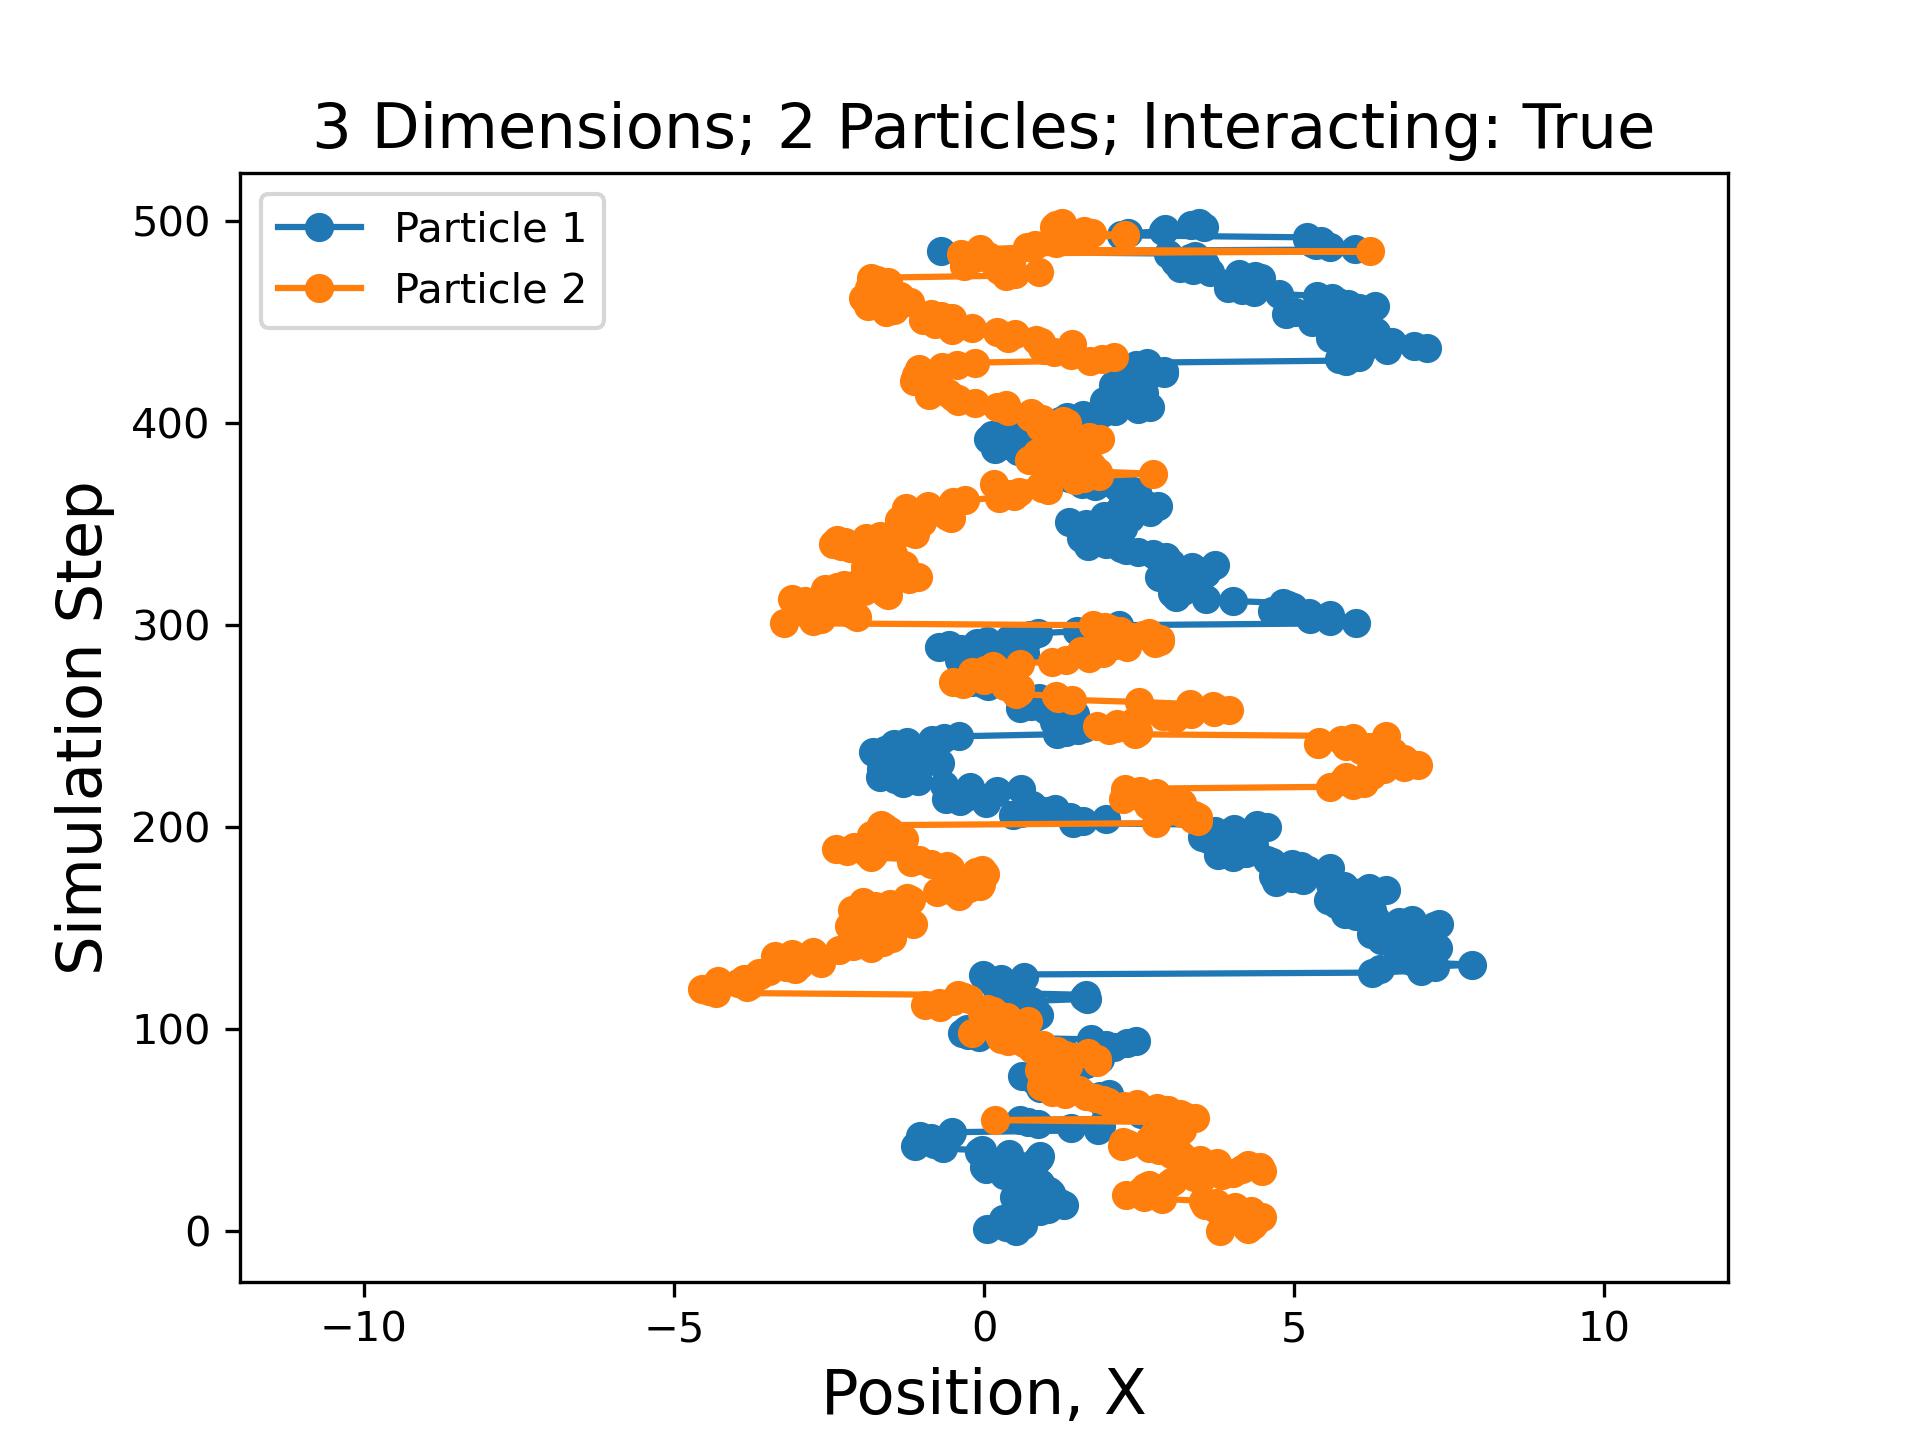 3 Dimensions; 2 Particles; Interacting: True
Particle 1
Particle 2
Simulation Step
500
400
300
200
100
0
−10
−5
0
5
10
Position, X